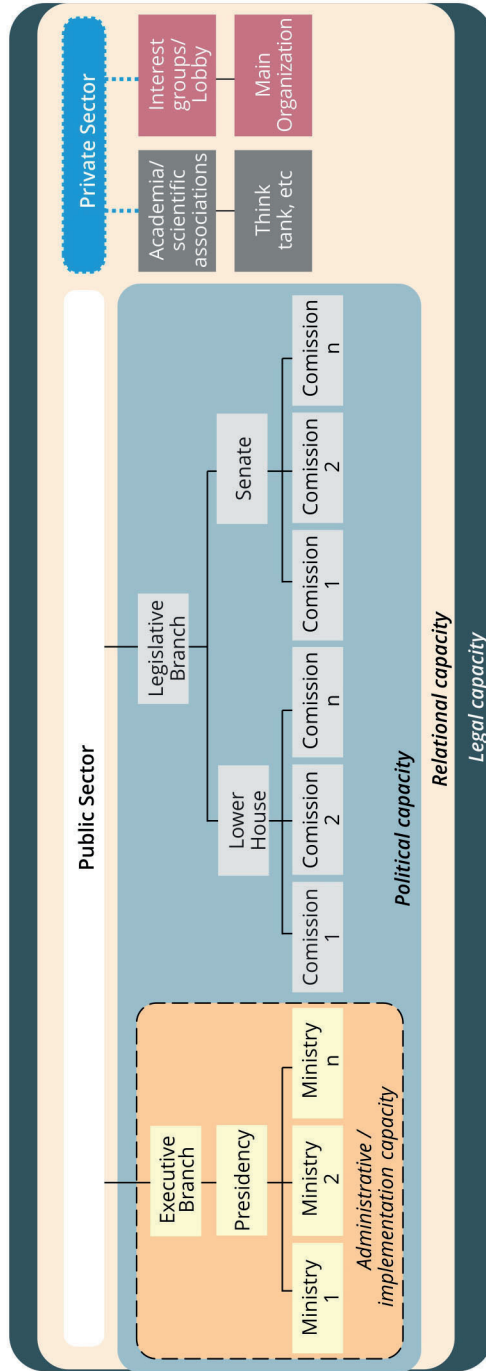 Public Sector
Private Sector
Executive
Branch
Presidency
Ministry
1
Ministry
2
Ministry
n
Administrative /
implementation capacity
Legislative
Branch
Lower
House
Senate
Comission
1
Comission
2
Comission
n
Comission
1
Comission
2
Comission
n
Political capacity
Academia/
scientific
associations
Think
tank, etc
Interest
groups/
Lobby
Main
Organization
Relational capacity
Legal capacity